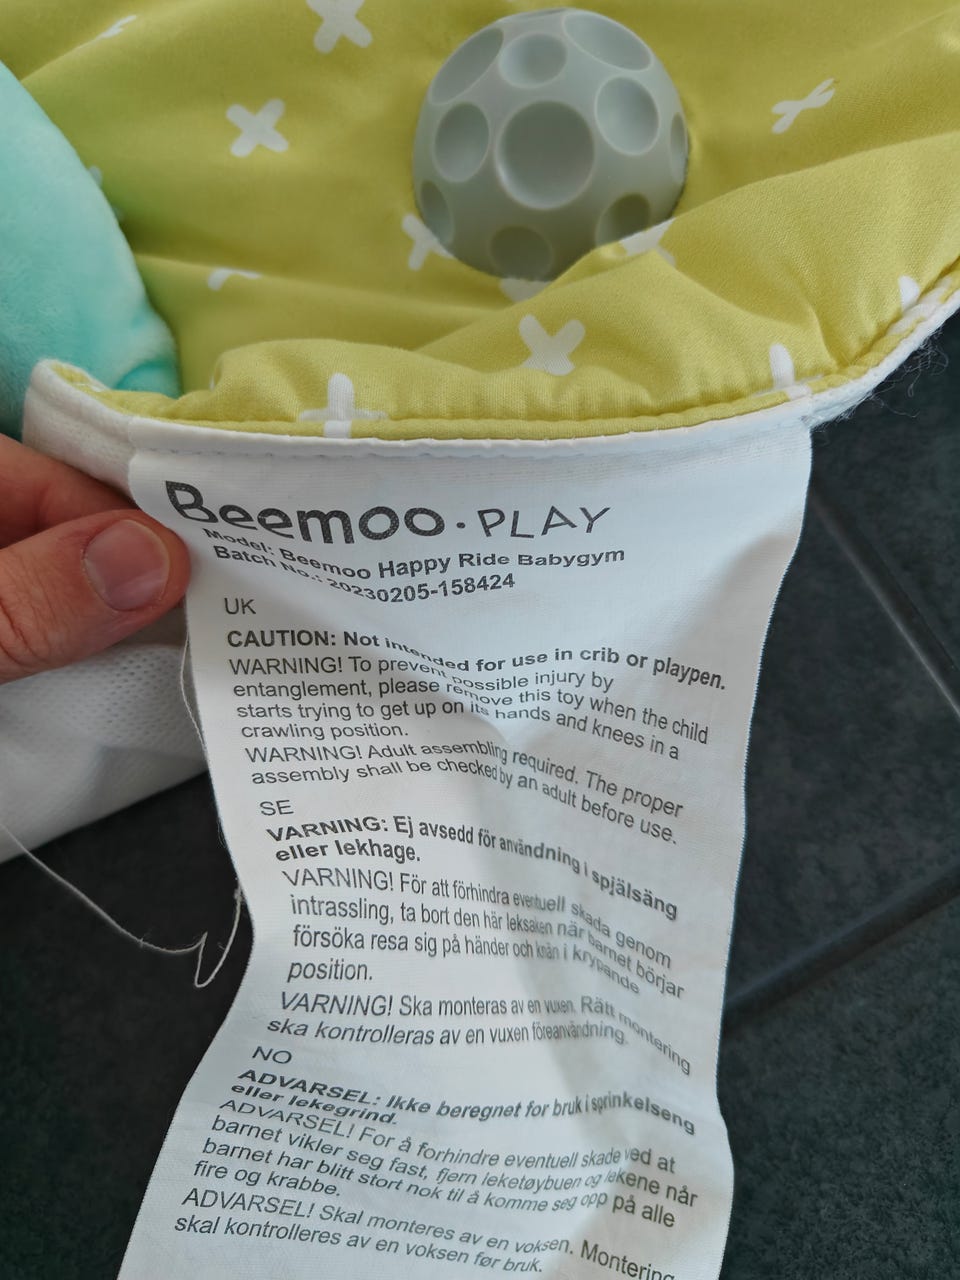 Beemoo · PLAY
Model: Beemoo Happy Ride Babygym
Batch No.: 20230205-158424
UK
CAUTION: Not intended for use in crib or playpen.
WARNING! To prevent possible injury by
entanglement, please remove this toy when the child
starts trying to get up on its hands and knees in a
crawling position.
WARNING! Adult assembling required. The proper
assembly shall be checked by an adult before use.
SE
VARNING: Ej avsedd för användning i spjälsäng
eller lekhage.
VARNING! För att förhindra eventuell skada genom
intrassling, ta bort den här leksaken när barnet börjar
försöka resa sig på händer och knän i krypande
position.
VARNING! Ska monteras av en vuxen. Rätt montering
ska kontrolleras av en vuxen före användning.
NO
ADVARSEL: Ikke beregnet for bruk i sprinkelseng
eller lekegrind.
ADVARSEL! For å forhindre eventuell skade ved at
barnet vikler seg fast, fjern leketøybuen og lekene når
barnet har blitt stort nok til å komme seg opp på alle
fire og krabbe.
ADVARSEL! Skal monteres av en voksen. Montering
skal kontrolleres av en voksen før bruk.